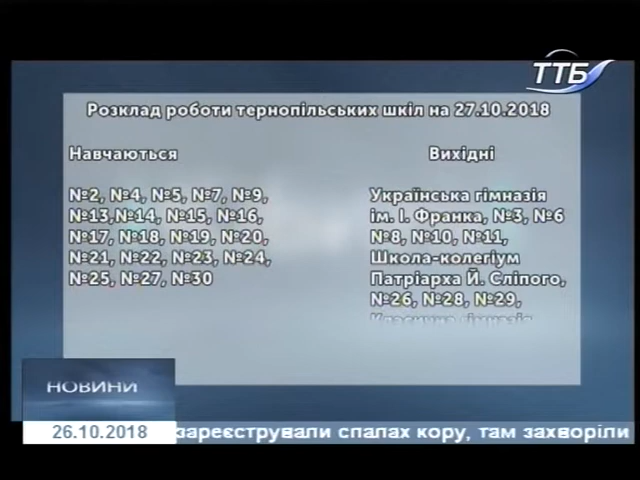 ТТБ
Розклад роботи тернопільських шкіл на 27.10.2018
Навчаються
№2, №4, №5, №7, №9,
№13,№14, №15, №16,
№17, №18, №19, №20,
№21, №22, №23, №24,
№25, №27, №30
Вихідні
Українська гімназія
ім. І. Франка, №3, №6
№8, №10, №11,
Школа-колегіум
Патріарха Й. Сліпого,
№26, №28, №29,
Класична гімназія
НОВИНИ
26.10.2018
зареєстрували спалах кору, там захворіли